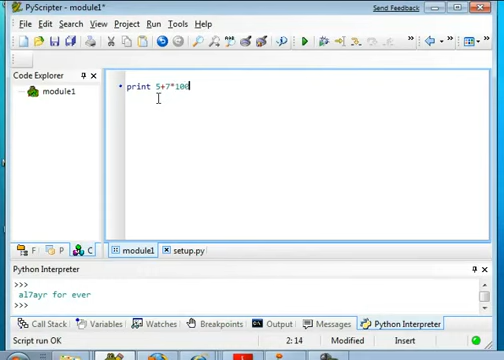 PyScripter - module1*
Send Feedback
File Edit Search View Project Run Tools Help
Code Explorer
module1
print 5+7*100
F P C
module1 setup.py
Python Interpreter
>>>
al7ayr for ever
>>>
Call Stack Variables Watches Breakpoints Output Messages Python Interpreter
Script run OK 2:14 Modified Insert